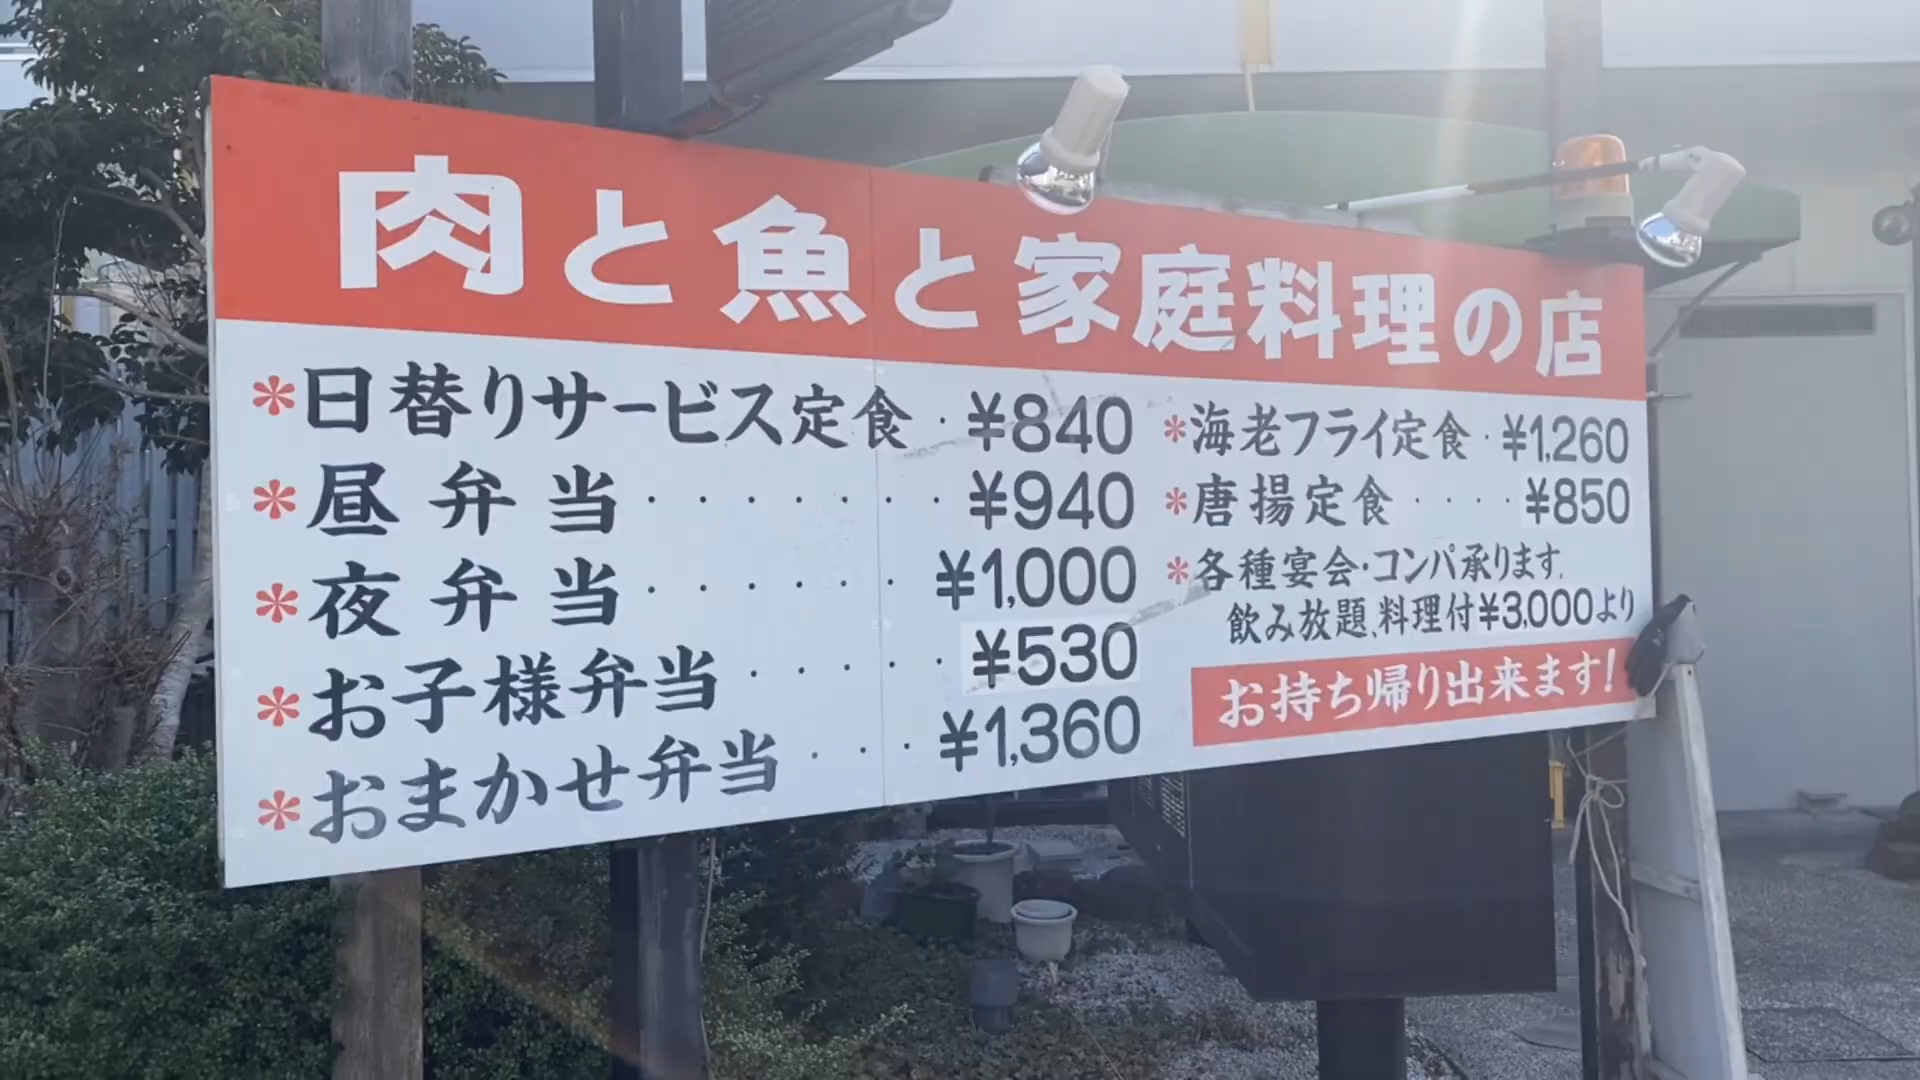 肉と魚と家庭料理の店
*日替りサービス定食・¥840
*昼弁当・・・・・・・¥940
*夜弁当・・・・・・¥1,000
*お子様弁当・・・・・¥530
*おまかせ弁当・・・¥1,360
*海老フライ定食・¥1,260
*唐揚定食・・・・¥850
*各種宴会・コンパ承ります。
飲み放題、料理付¥3,000より
お持ち帰り出来ます!